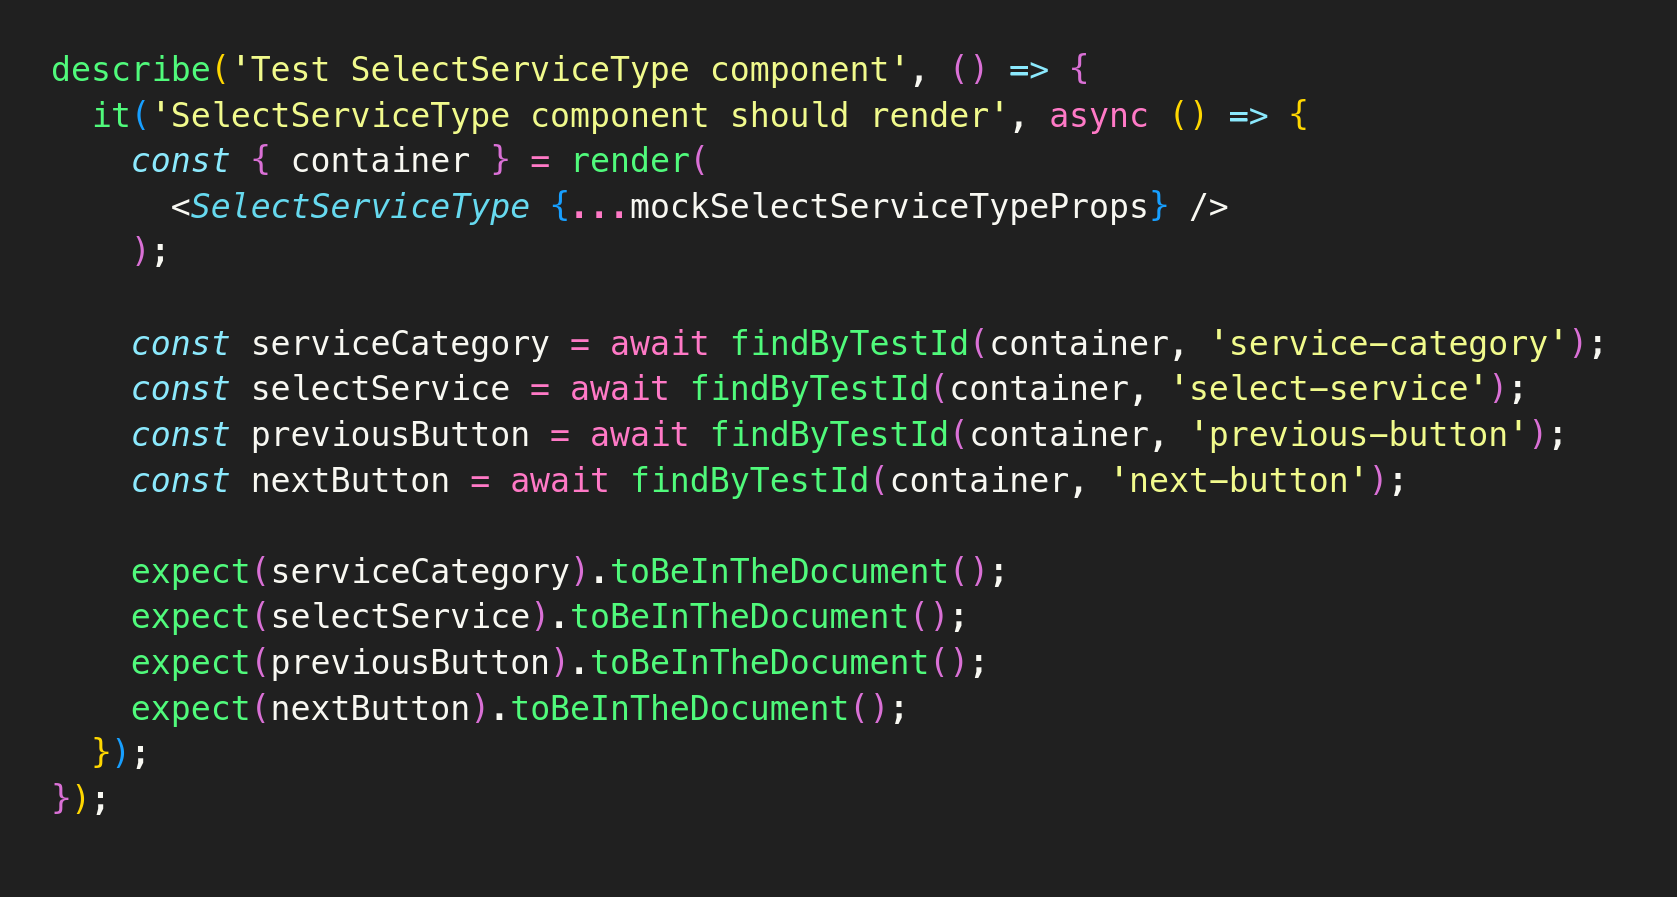 describe('Test SelectServiceType component', () => {
  it('SelectServiceType component should render', async () => {
    const { container } = render(
      <SelectServiceType {...mockSelectServiceTypeProps} />
    );

    const serviceCategory = await findByTestId(container, 'service-category');
    const selectService = await findByTestId(container, 'select-service');
    const previousButton = await findByTestId(container, 'previous-button');
    const nextButton = await findByTestId(container, 'next-button');

    expect(serviceCategory).toBeInTheDocument();
    expect(selectService).toBeInTheDocument();
    expect(previousButton).toBeInTheDocument();
    expect(nextButton).toBeInTheDocument();
  });
});